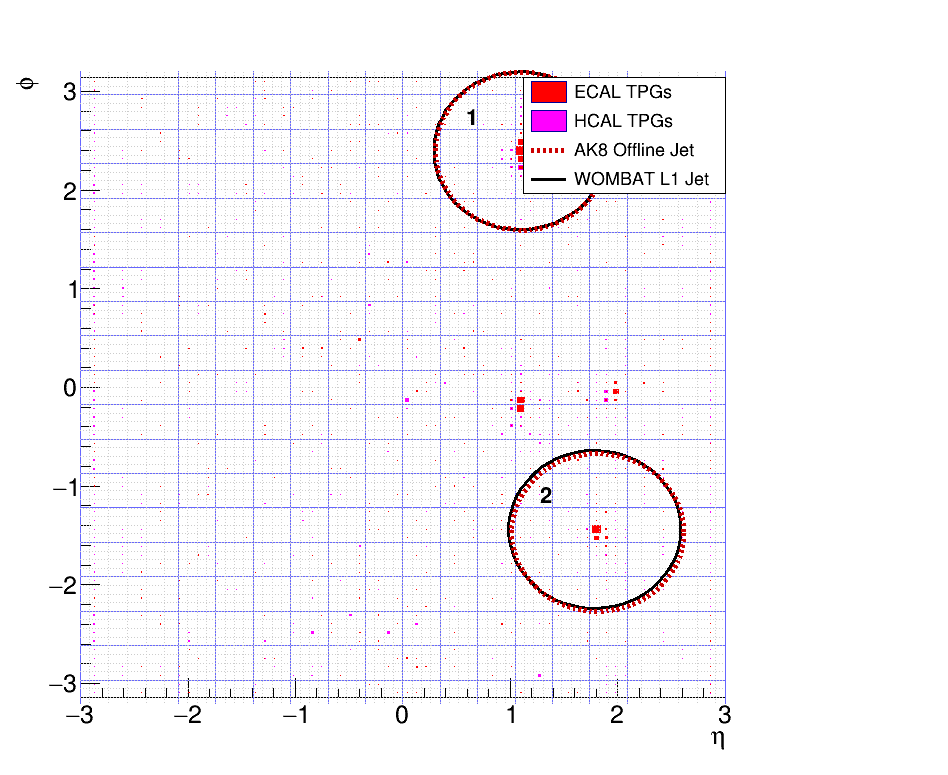 φ
3
2
1
0
−1
−2
−3
−3 −2 −1 0 1 2 3
η
1
2
ECAL TPGs
HCAL TPGs
AK8 Offline Jet
WOMBAT L1 Jet